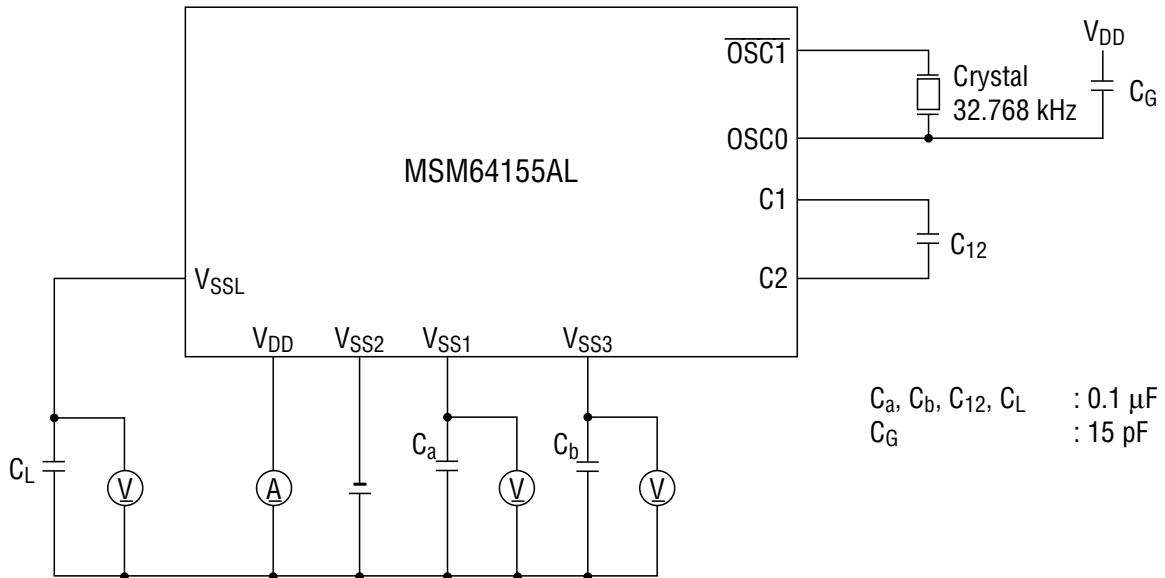 OSC1
V_DD
Crystal
32.768 kHz
C_G
OSC0
MSM64155AL
C1
C_12
C2
V_SSL
V_DD
V_SS2
V_SS1
V_SS3
C_a, C_b, C_12, C_L : 0.1 μF
C_G : 15 pF
C_L
V
A
C_a
V
C_b
V